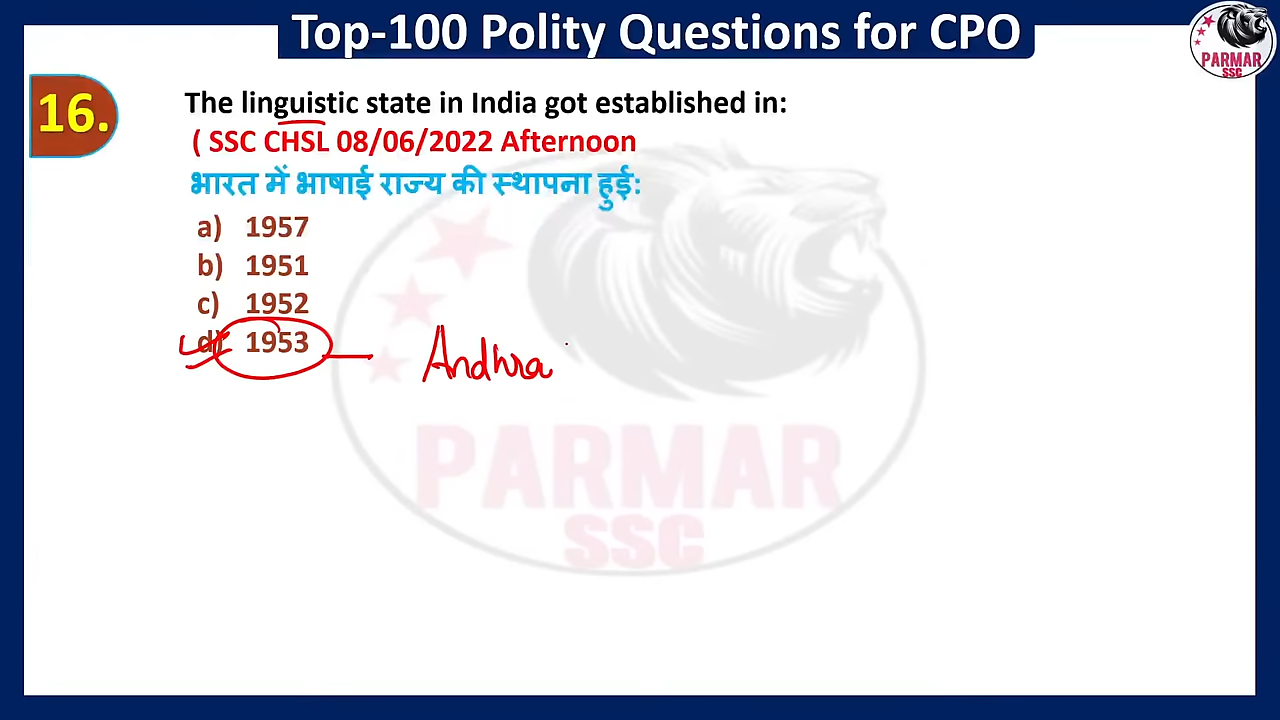 Top-100 Polity Questions for CPO
PARMAR
SSC
16.
The linguistic state in India got established in:
( SSC CHSL 08/06/2022 Afternoon
भारत में भाषाई राज्य की स्थापना हुई:
a) 1957
b) 1951
c) 1952
d) 1953
Andhra
PARMAR
SSC